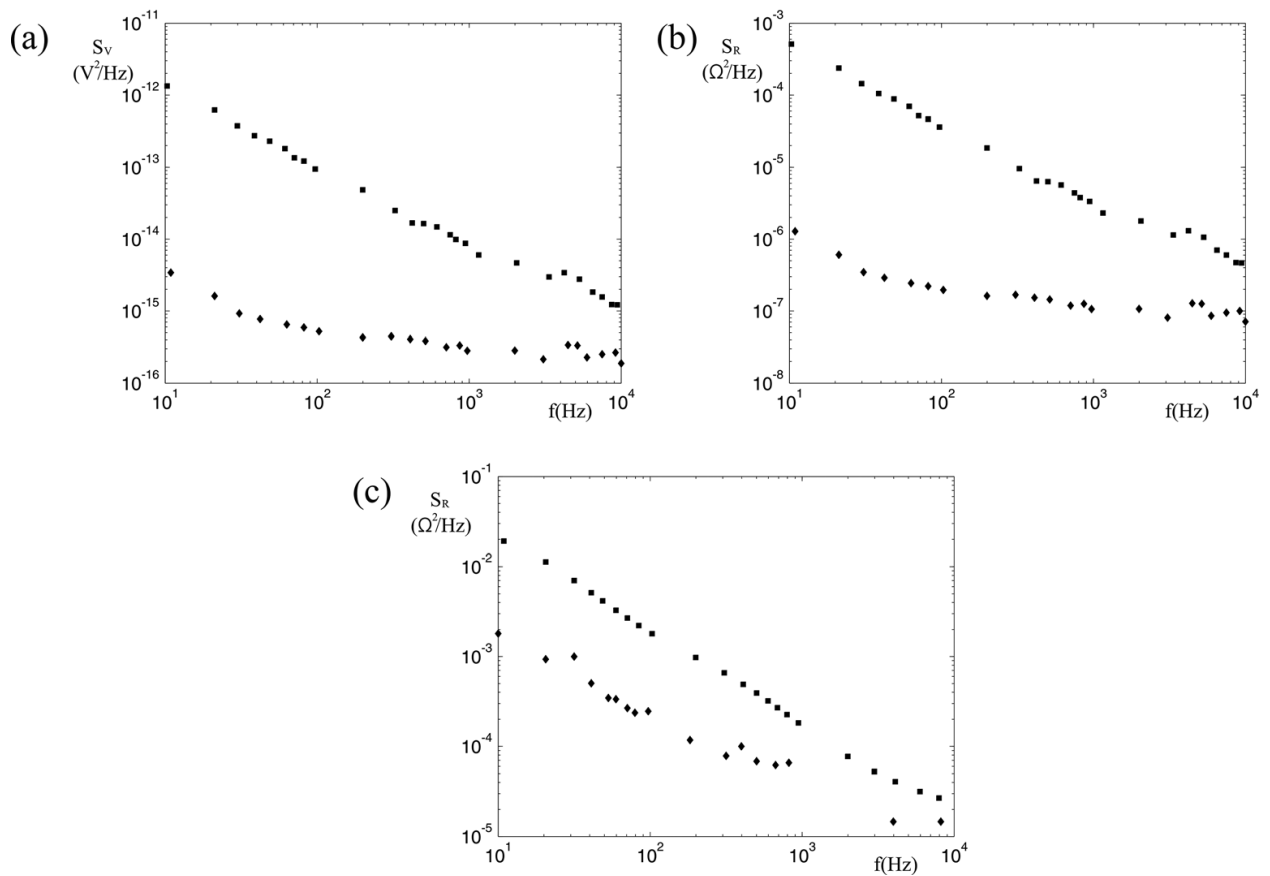 (a)
S_V
(V²/Hz)
10⁻¹¹
10⁻¹²
10⁻¹³
10⁻¹⁴
10⁻¹⁵
10⁻¹⁶
10¹ 10² 10³ 10⁴
f(Hz)
(b)
S_R
(Ω²/Hz)
10⁻³
10⁻⁴
10⁻⁵
10⁻⁶
10⁻⁷
10⁻⁸
10¹ 10² 10³ 10⁴
f(Hz)
(c)
S_R
(Ω²/Hz)
10⁻¹
10⁻²
10⁻³
10⁻⁴
10⁻⁵
10¹ 10² 10³ 10⁴
f(Hz)